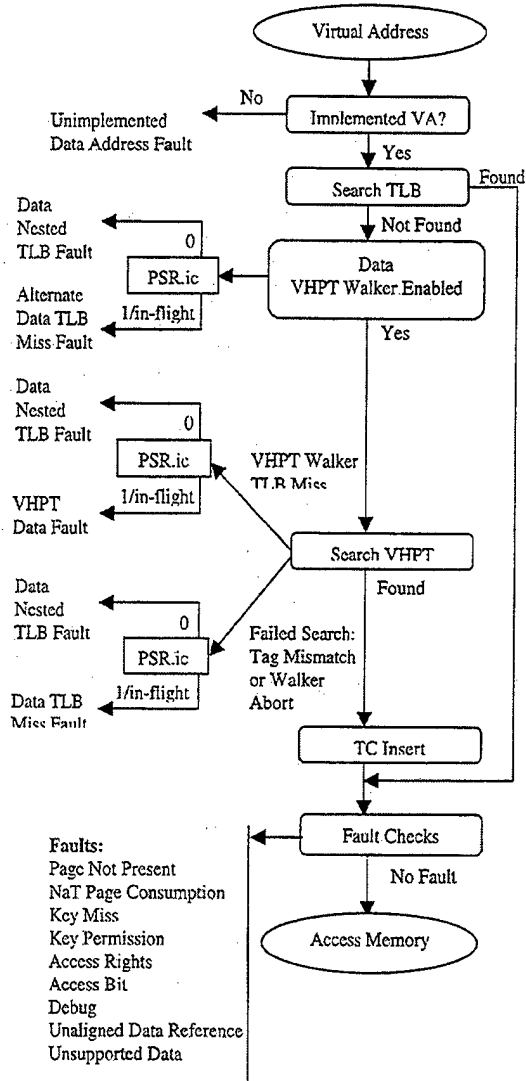 Virtual Address
No
Implemented VA?
Unimplemented
Data Address Fault
Yes
Search TLB
Found
Not Found
Data
Nested
TLB Fault
0
Data
VHPT Walker Enabled
PSR.ic
Alternate
Data TLB
Miss Fault
1/in-flight
Yes
Data
Nested
TLB Fault
0
PSR.ic
VHPT Walker
TLB Miss
1/in-flight
VHPT
Data Fault
Search VHPT
Found
Data
Nested
TLB Fault
0
PSR.ic
Failed Search:
Tag Mismatch
or Walker
Abort
1/in-flight
Data TLB
Miss Fault
TC Insert
Fault Checks
No Fault
Access Memory
Faults:
Page Not Present
NaT Page Consumption
Key Miss
Key Permission
Access Rights
Access Bit
Debug
Unaligned Data Reference
Unsupported Data